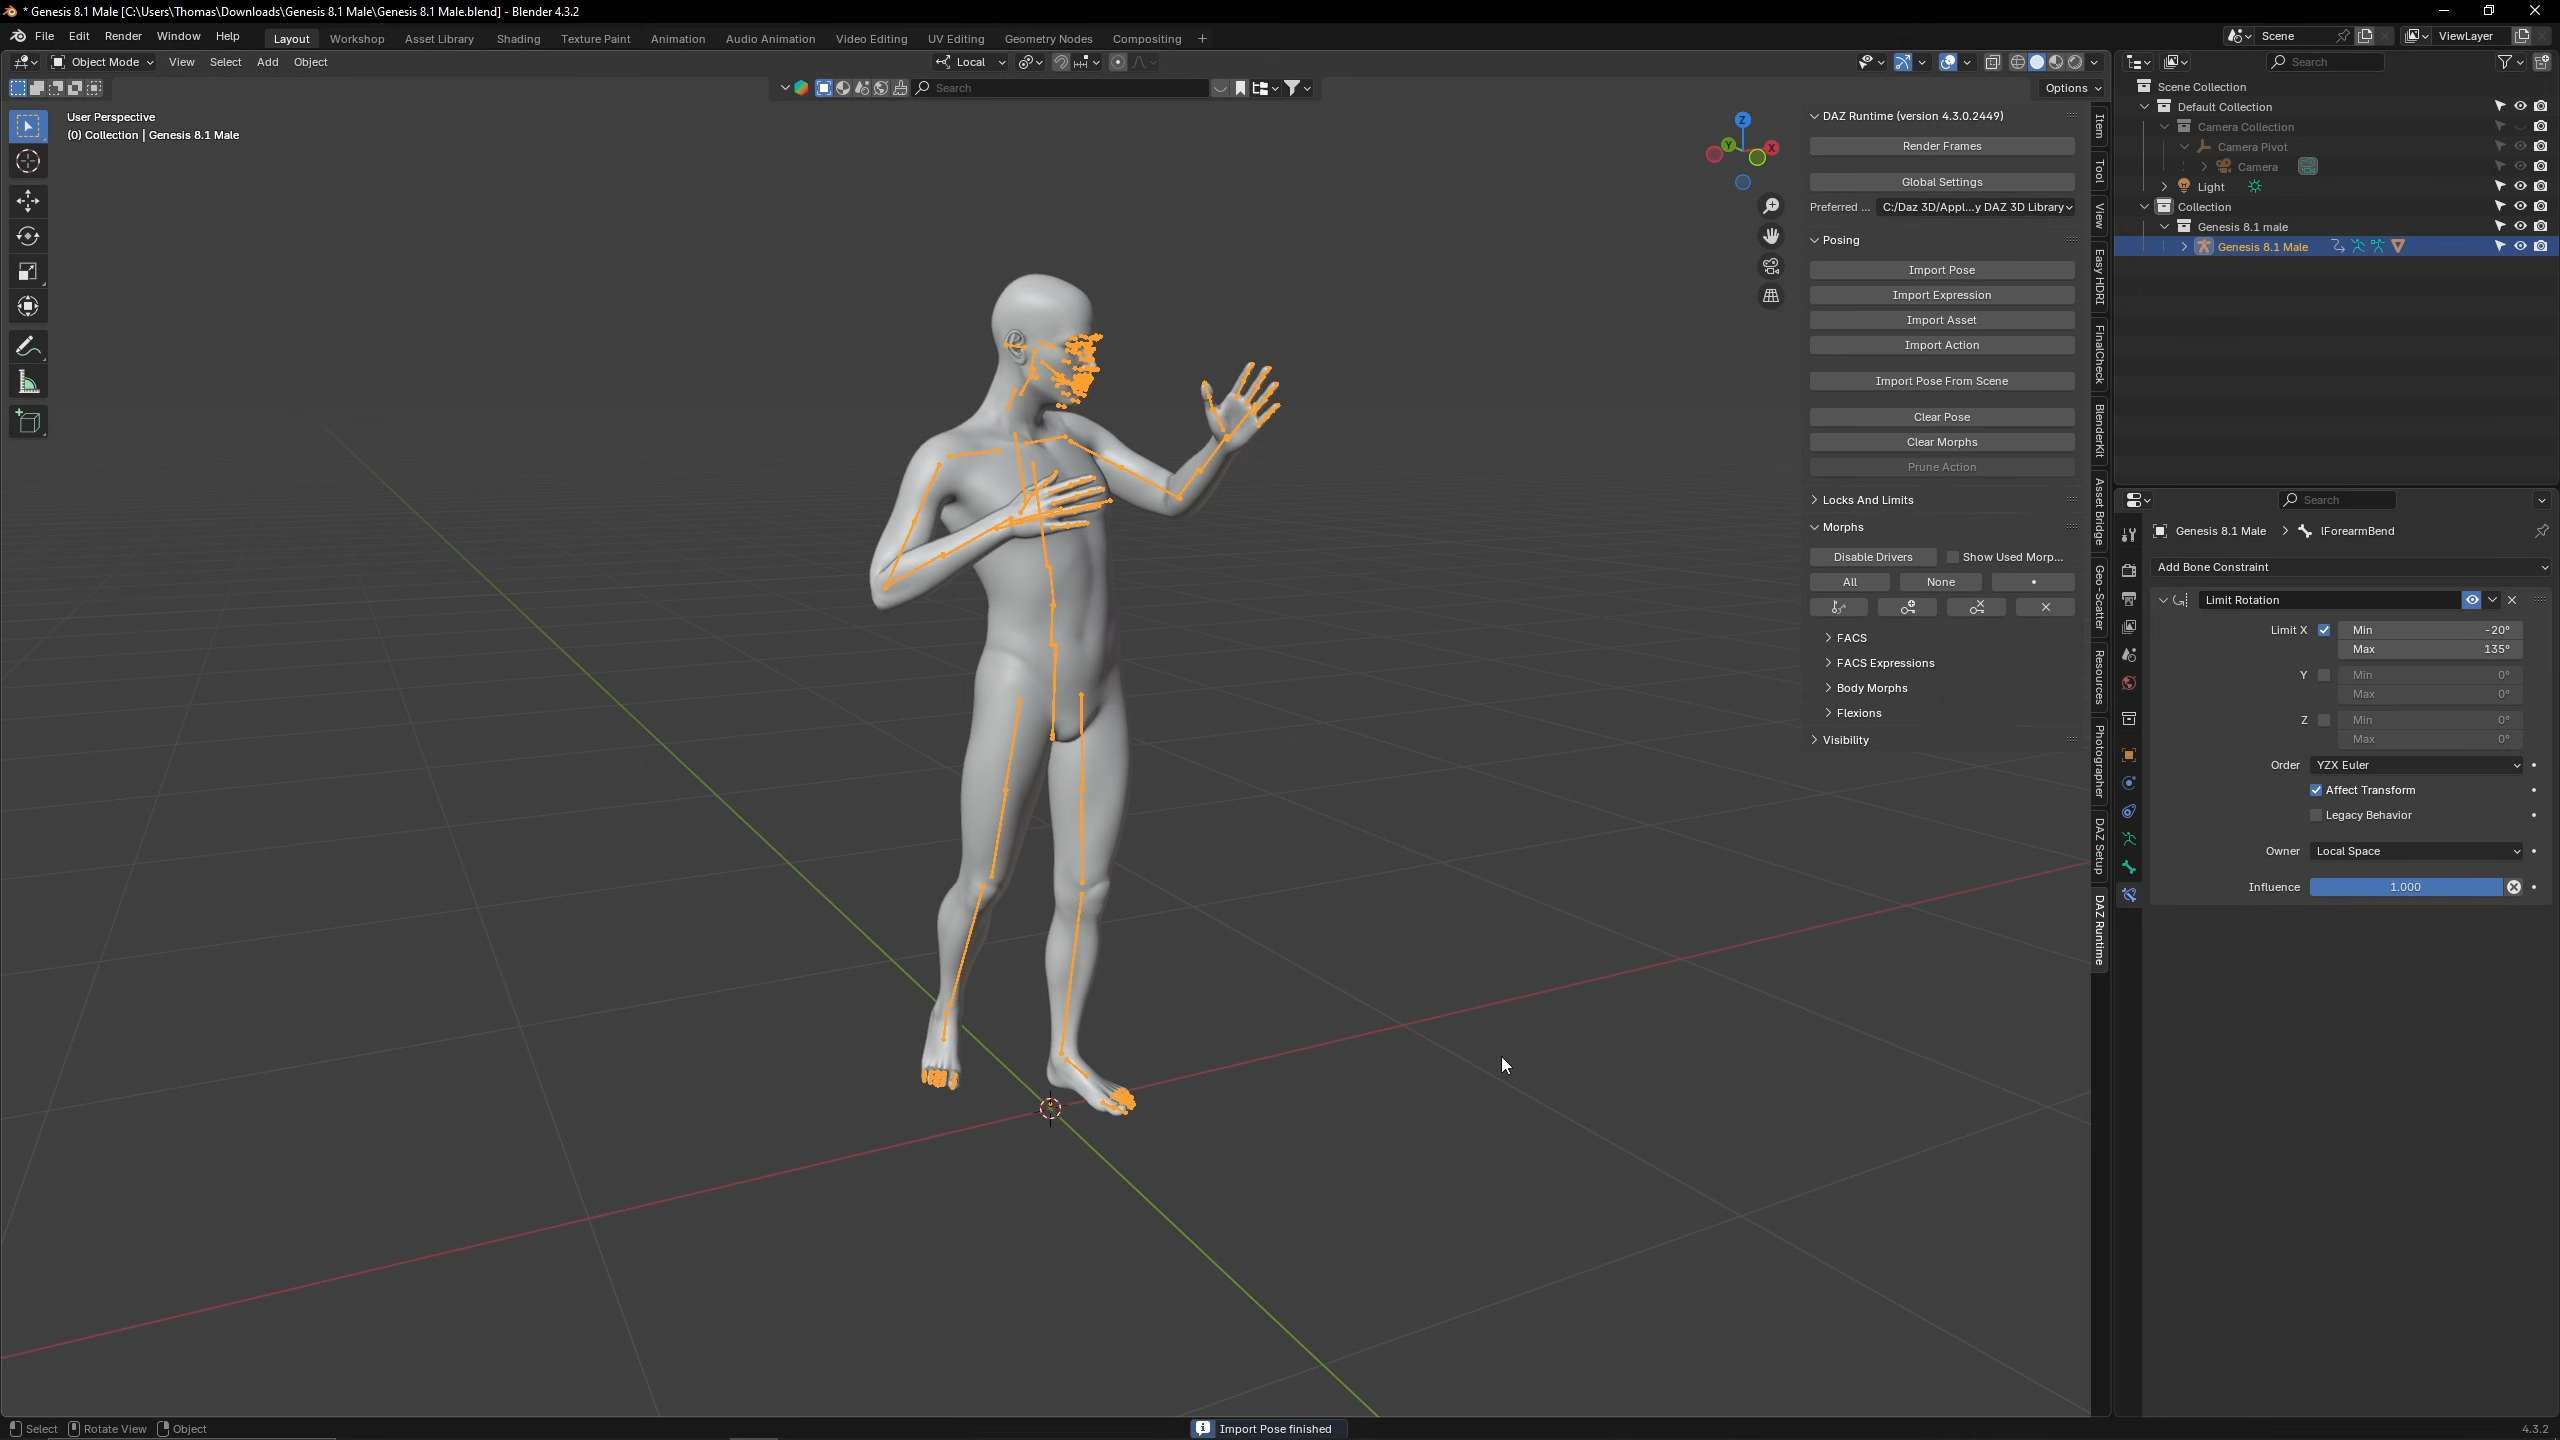 * Genesis 8.1 Male [C:\Users\Thomas\Downloads\Genesis 8.1 Male\Genesis 8.1 Male.blend] - Blender 4.3.2
File Edit Render Window Help Layout Workshop Asset Library Shading Texture Paint Animation Audio Animation Video Editing UV Editing Geometry Nodes Compositing + Scene ViewLayer
Object Mode View Select Add Object Local Search
Search Options
User Perspective
(0) Collection | Genesis 8.1 Male
Z
Y
X
DAZ Runtime (version 4.3.0.2449)
Render Frames
Global Settings
Preferred ... C:/Daz 3D/Appl...y DAZ 3D Library
Posing
Import Pose
Import Expression
Import Asset
Import Action
Import Pose From Scene
Clear Pose
Clear Morphs
Prune Action
Locks And Limits
Morphs
Disable Drivers Show Used Morp...
All None
FACS
FACS Expressions
Body Morphs
Flexions
Visibility
Item
Tool
View
Easy HDRI
FinalCheck
BlenderKit
Asset Bridge
Geo-Scatter
Resources
Photographer
DAZ Setup
DAZ Runtime
Scene Collection
Default Collection
Camera Collection
Camera Pivot
Camera
Light
Collection
Genesis 8.1 male
Genesis 8.1 Male
Search
Genesis 8.1 Male > lForearmBend
Add Bone Constraint
Limit Rotation
Limit X Min -20°
Max 135°
Y Min 0°
Max 0°
Z Min 0°
Max 0°
Order YZX Euler
Affect Transform
Legacy Behavior
Owner Local Space
Influence 1.000
Select Rotate View Object Import Pose finished 4.3.2